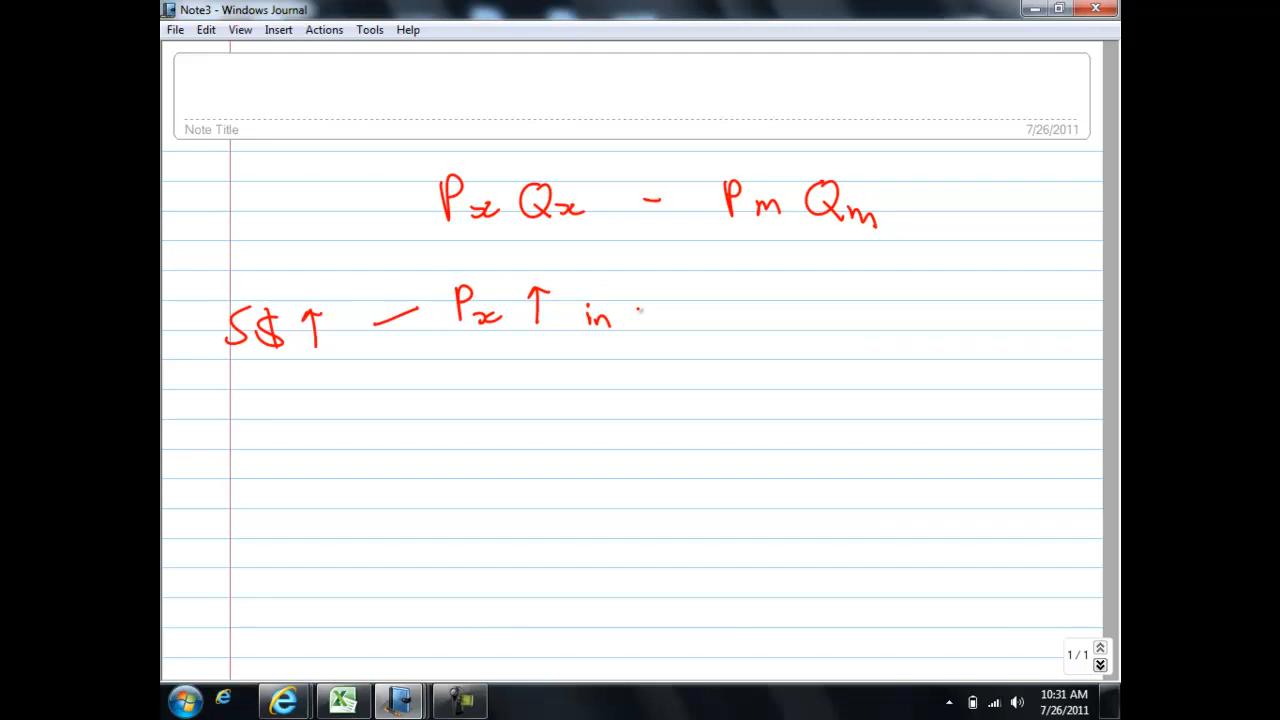 Note3 - Windows Journal
File Edit View Insert Actions Tools Help
Note Title 7/26/2011
Px Qx - Pm Qm
S$ ↑ — Px ↑ in
1 / 1
10:31 AM
7/26/2011